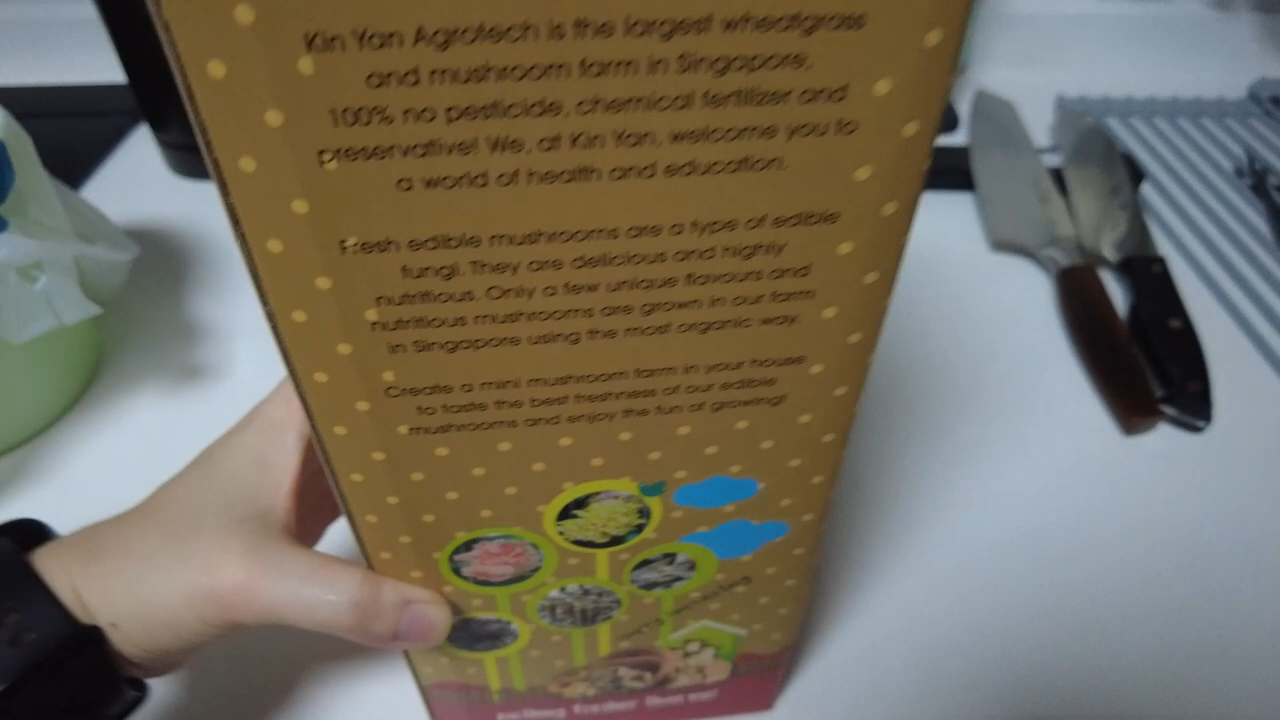 Kin Yan Agrotech is the largest wheatgrass
and mushroom farm in Singapore,
100% no pesticide, chemical fertilizer and
preservative! We, at Kin Yan, welcome you to
a world of health and education.
Fresh edible mushrooms are a type of edible
fungi. They are delicious and highly
nutritious. Only a few unique flavours and
nutritious mushrooms are grown in our farm
in Singapore using the most organic way.
Create a mini mushroom farm in your house
to taste the best freshness of our edible
mushrooms and enjoy the fun of growing!
fresher than